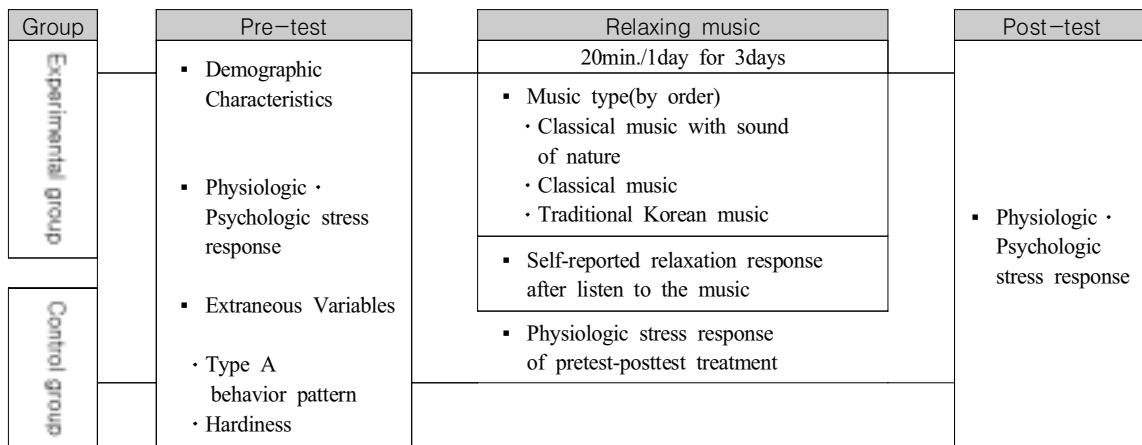 Group
Experimental group
Control group
Pre-test
▪ Demographic
Characteristics
▪ Physiologic・
Psychologic stress
response
▪ Extraneous Variables
・Type A
behavior pattern
・Hardiness
Relaxing music
20min./1day for 3days
▪ Music type(by order)
・Classical music with sound
of nature
・Classical music
・Traditional Korean music
▪ Self-reported relaxation response
after listen to the music
▪ Physiologic stress response
of pretest-posttest treatment
Post-test
▪ Physiologic・
Psychologic
stress response